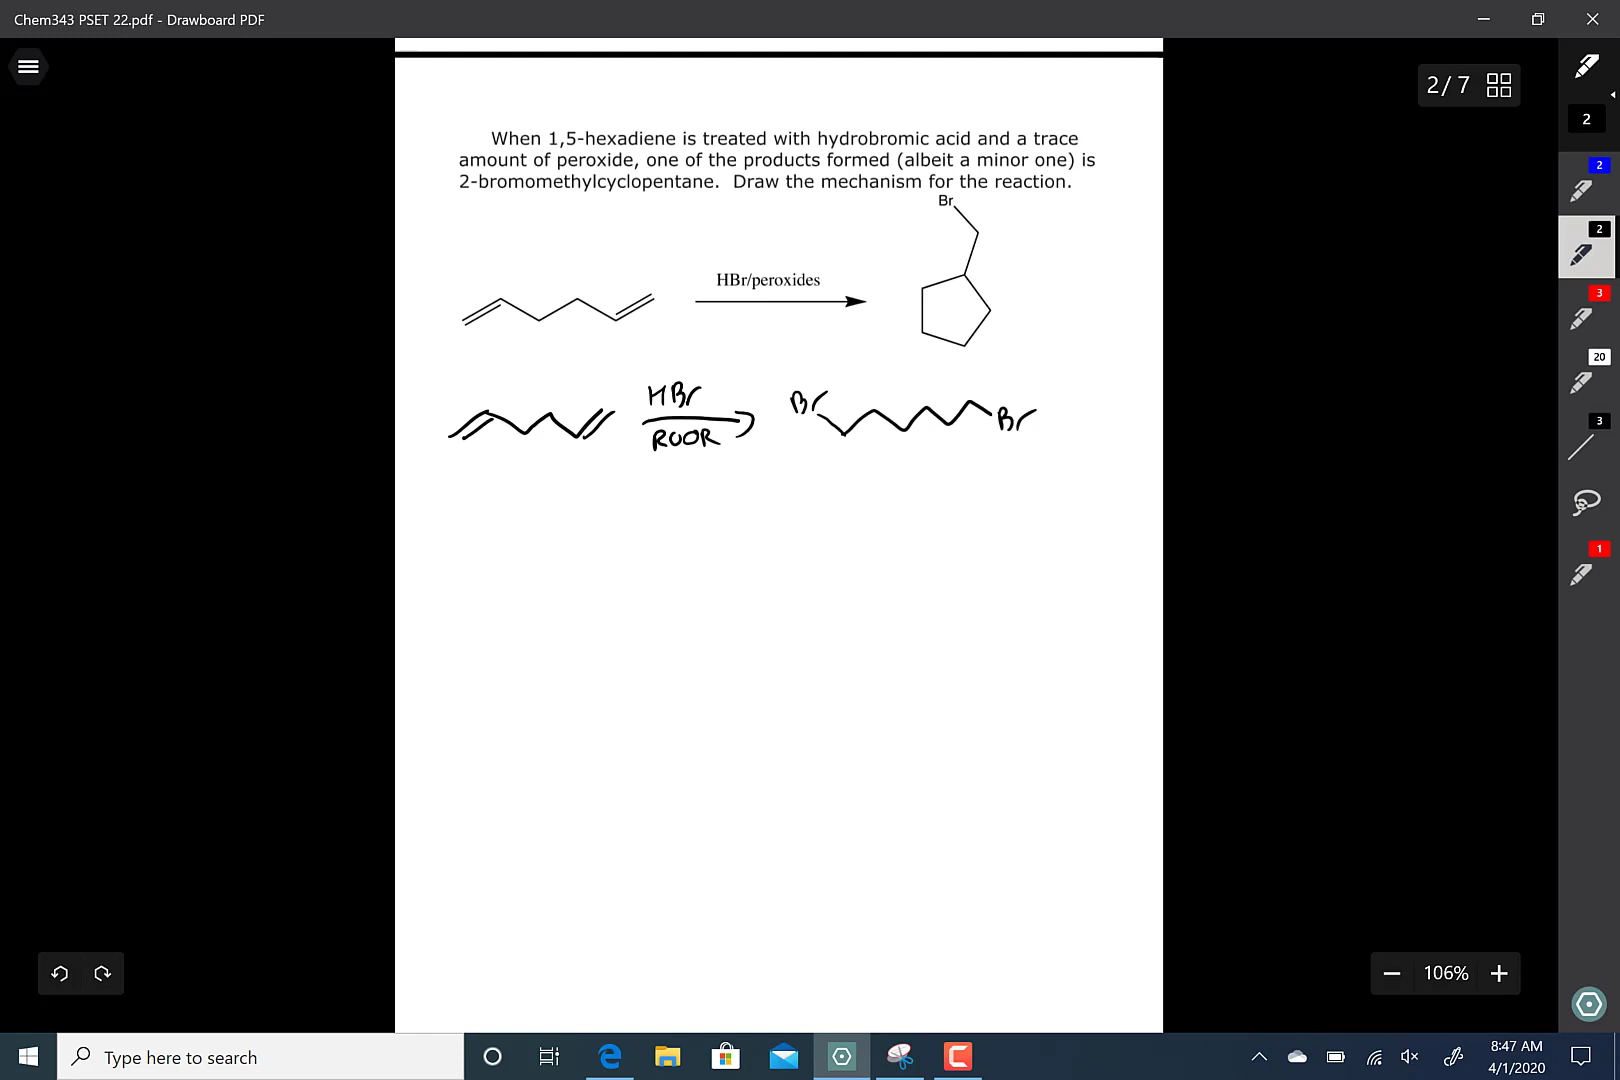 Chem343 PSET 22.pdf - Drawboard PDF
2 / 7
2
2
2
3
20
3
1
When 1,5-hexadiene is treated with hydrobromic acid and a trace
amount of peroxide, one of the products formed (albeit a minor one) is
2-bromomethylcyclopentane. Draw the mechanism for the reaction.
Br
HBr/peroxides
HBr
ROOR
Br
Br
106%
Type here to search
8:47 AM
4/1/2020